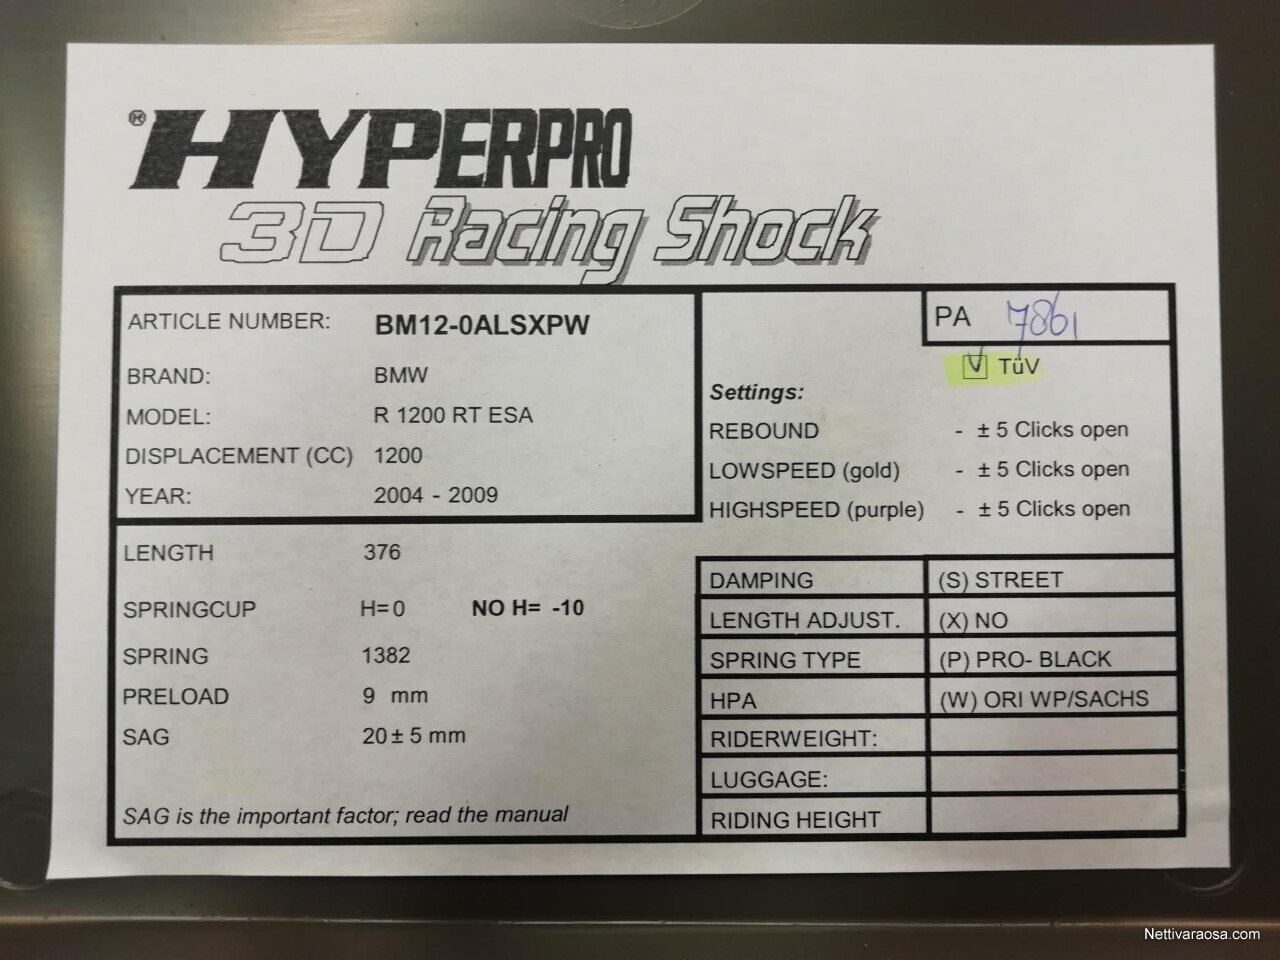 ® HYPERPRO
3D Racing Shock
ARTICLE NUMBER: BM12-0ALSXPW
BRAND: BMW
MODEL: R 1200 RT ESA
DISPLACEMENT (CC) 1200
YEAR: 2004 - 2009
PA 7861
TüV
Settings:
REBOUND - ± 5 Clicks open
LOWSPEED (gold) - ± 5 Clicks open
HIGHSPEED (purple) - ± 5 Clicks open
LENGTH 376
SPRINGCUP H= 0 NO H= -10
SPRING 1382
PRELOAD 9 mm
SAG 20 ± 5 mm
SAG is the important factor; read the manual
DAMPING (S) STREET
LENGTH ADJUST. (X) NO
SPRING TYPE (P) PRO- BLACK
HPA (W) ORI WP/SACHS
RIDERWEIGHT:
LUGGAGE:
RIDING HEIGHT
Nettivaraosa.com